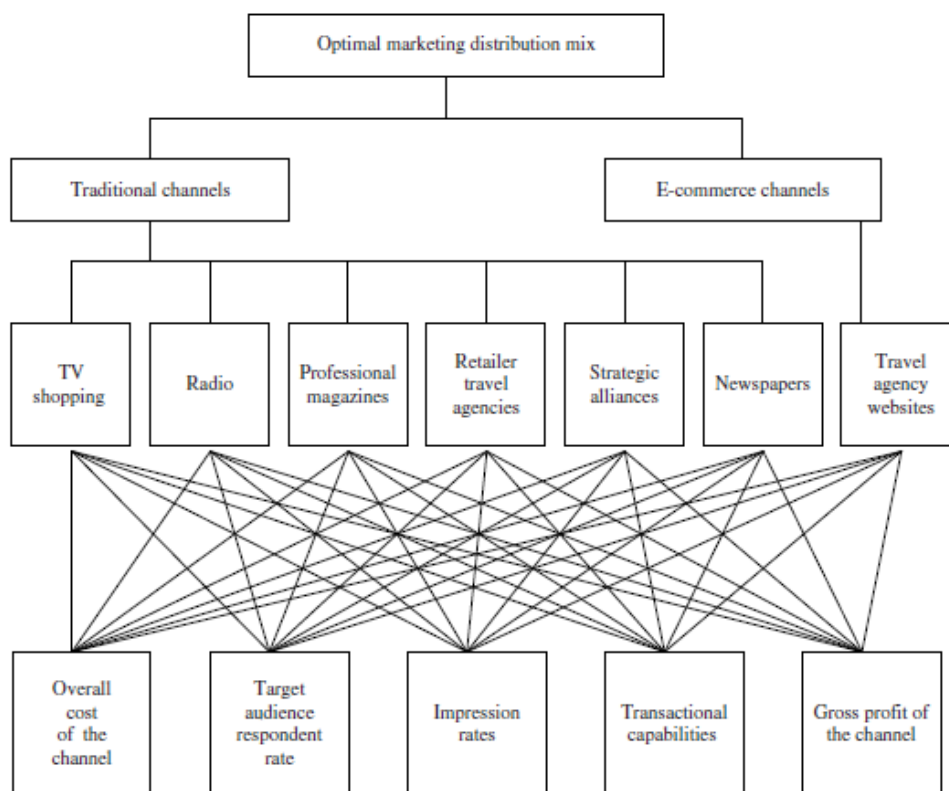 Optimal marketing distribution mix
Traditional channels
E-commerce channels
TV
shopping
Radio
Professional
magazines
Retailer
travel
agencies
Strategic
alliances
Newspapers
Travel
agency
websites
Overall
cost
of the
channel
Target
audience
respondent
rate
Impression
rates
Transactional
capabilities
Gross profit of
the channel